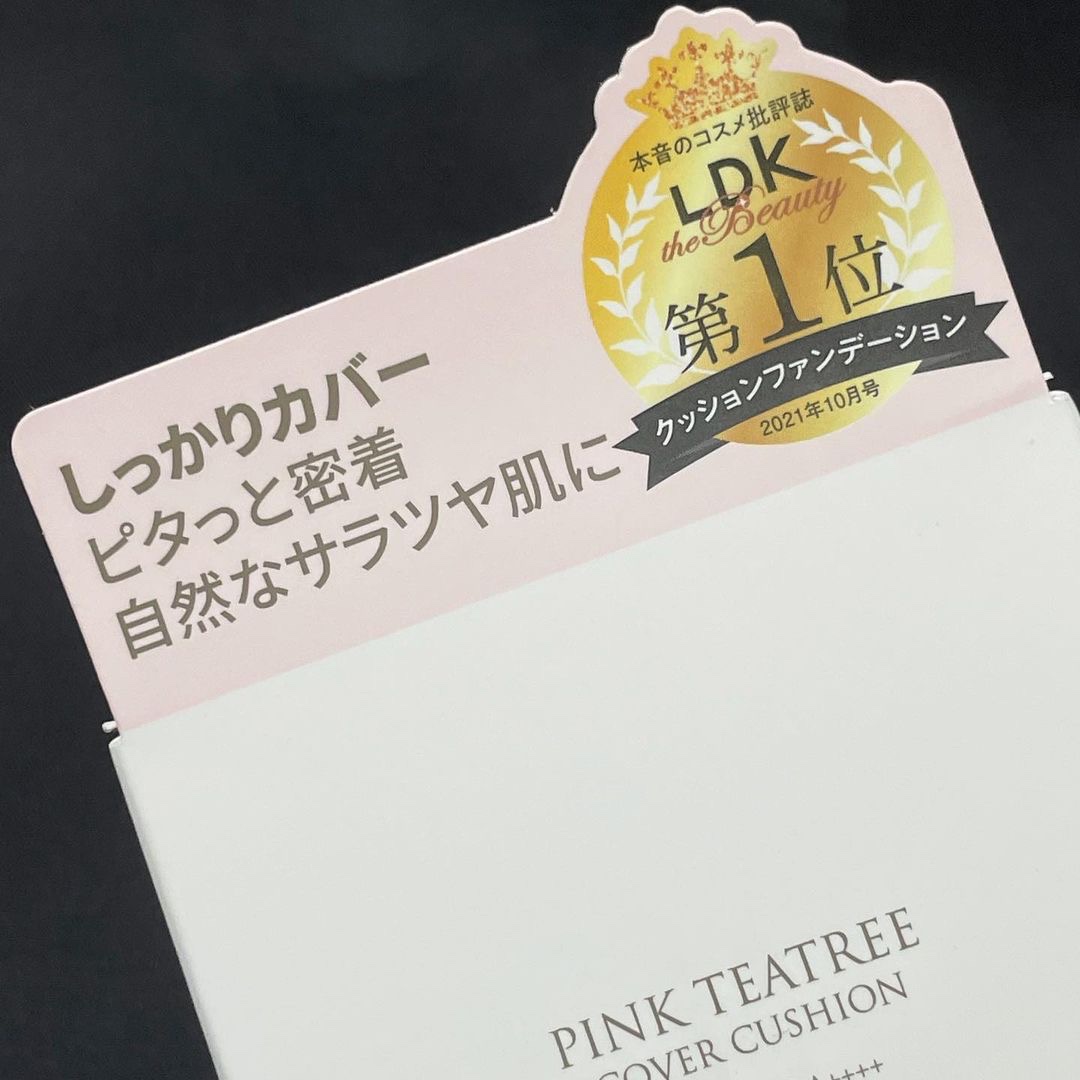 本音のコスメ批評誌
LDK
the Beauty
第1位
クッションファンデーション
2021年10月号
しっかりカバー
ピタっと密着
自然なサラツヤ肌に
PINK TEATREE
COVER CUSHION
++++